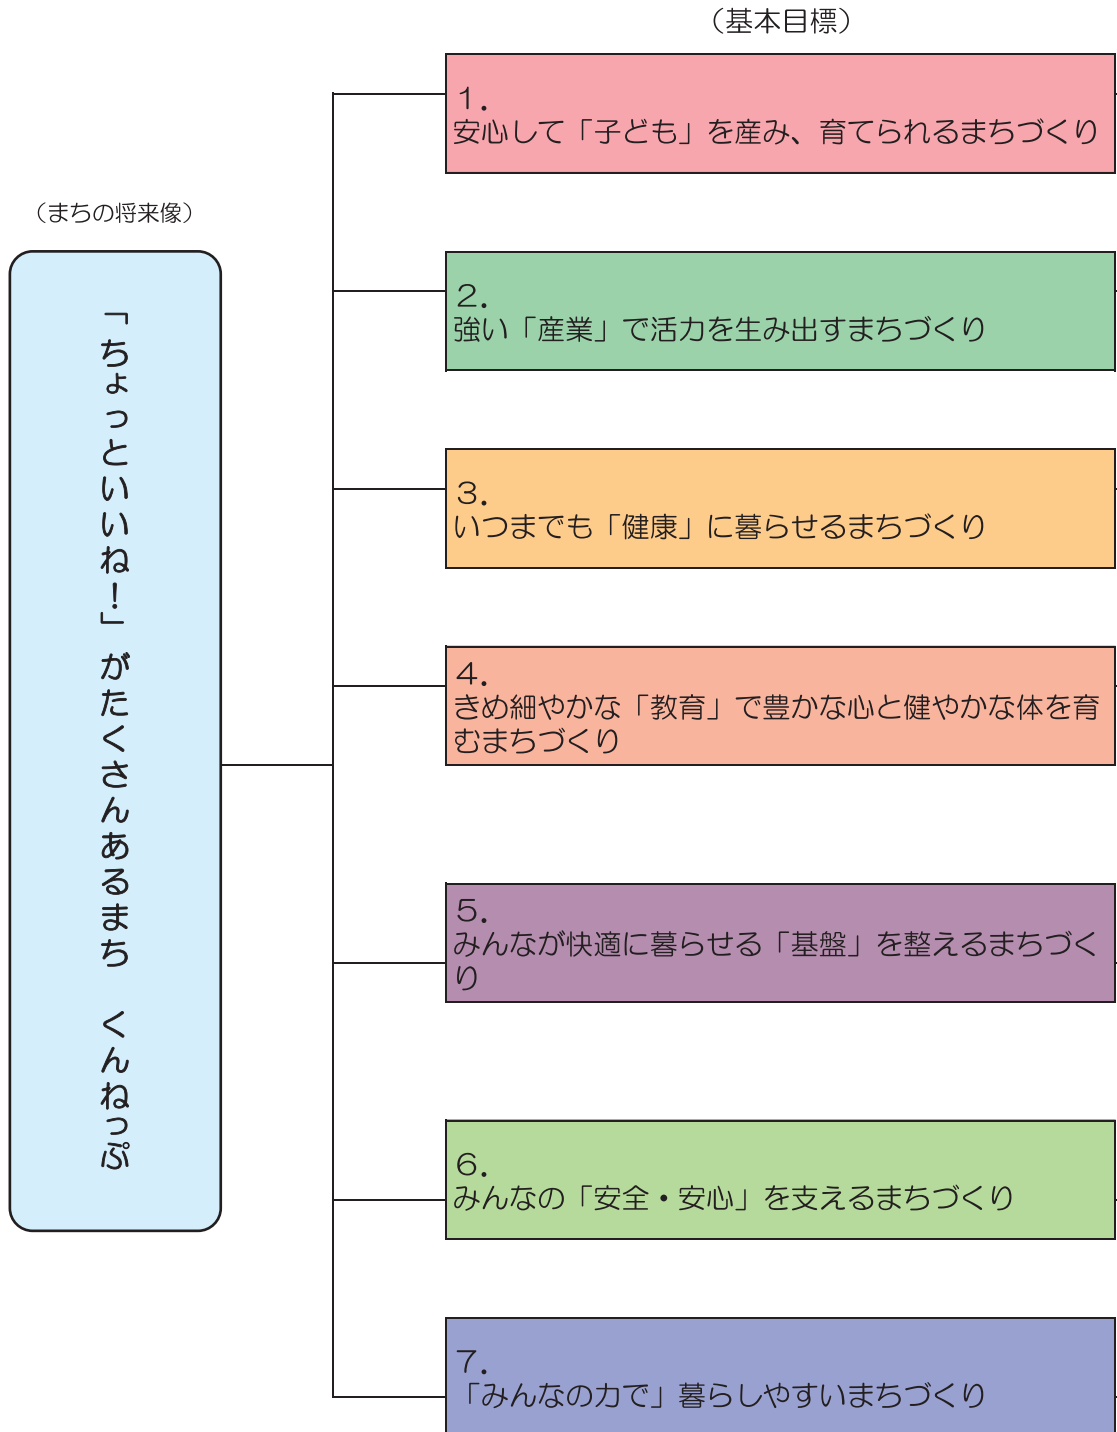 （まちの将来像）
「ちょっといいね！」がたくさんあるまち　くんねっぷ
（基本目標）
１．
安心して「子ども」を産み、育てられるまちづくり
２．
強い「産業」で活力を生み出すまちづくり
３．
いつまでも「健康」に暮らせるまちづくり
４．
きめ細やかな「教育」で豊かな心と健やかな体を育
むまちづくり
５．
みんなが快適に暮らせる「基盤」を整えるまちづく
り
６．
みんなの「安全・安心」を支えるまちづくり
７．
「みんなの力で」暮らしやすいまちづくり